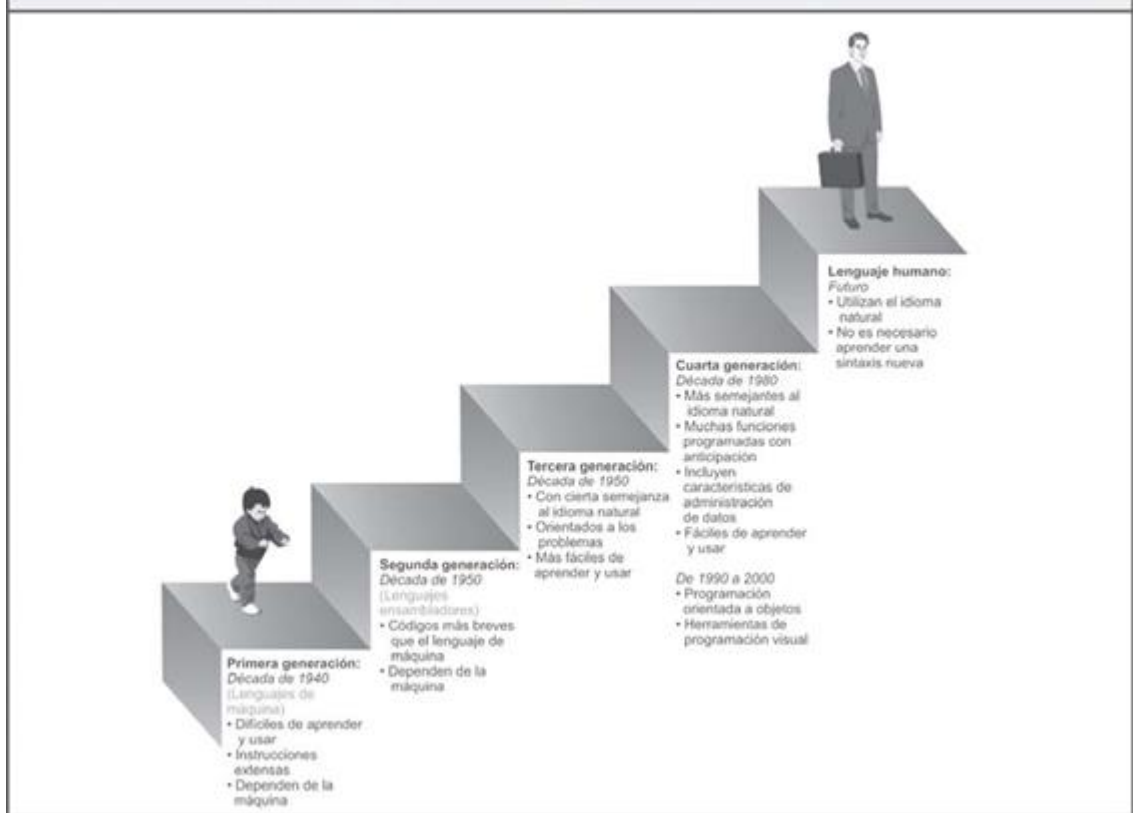 Primera generación:
Década de 1940
(Lenguajes de
máquina)
• Difíciles de aprender
y usar
• Instrucciones
extensas
• Dependen de la
máquina
Segunda generación:
Década de 1950
(Lenguajes
ensambladores)
• Códigos más breves
que el lenguaje de
máquina
• Dependen de la
máquina
Tercera generación:
Década de 1950
• Con cierta semejanza
al idioma natural
• Orientados a los
problemas
• Más fáciles de
aprender y usar
Cuarta generación:
Década de 1980
• Más semejantes al
idioma natural
• Muchas funciones
programadas con
anticipación
• Incluyen
características de
administración
de datos
• Fáciles de aprender
y usar
De 1990 a 2000
• Programación
orientada a objetos
• Herramientas de
programación visual
Lenguaje humano:
Futuro
• Utilizan el idioma
natural
• No es necesario
aprender una
sintaxis nueva